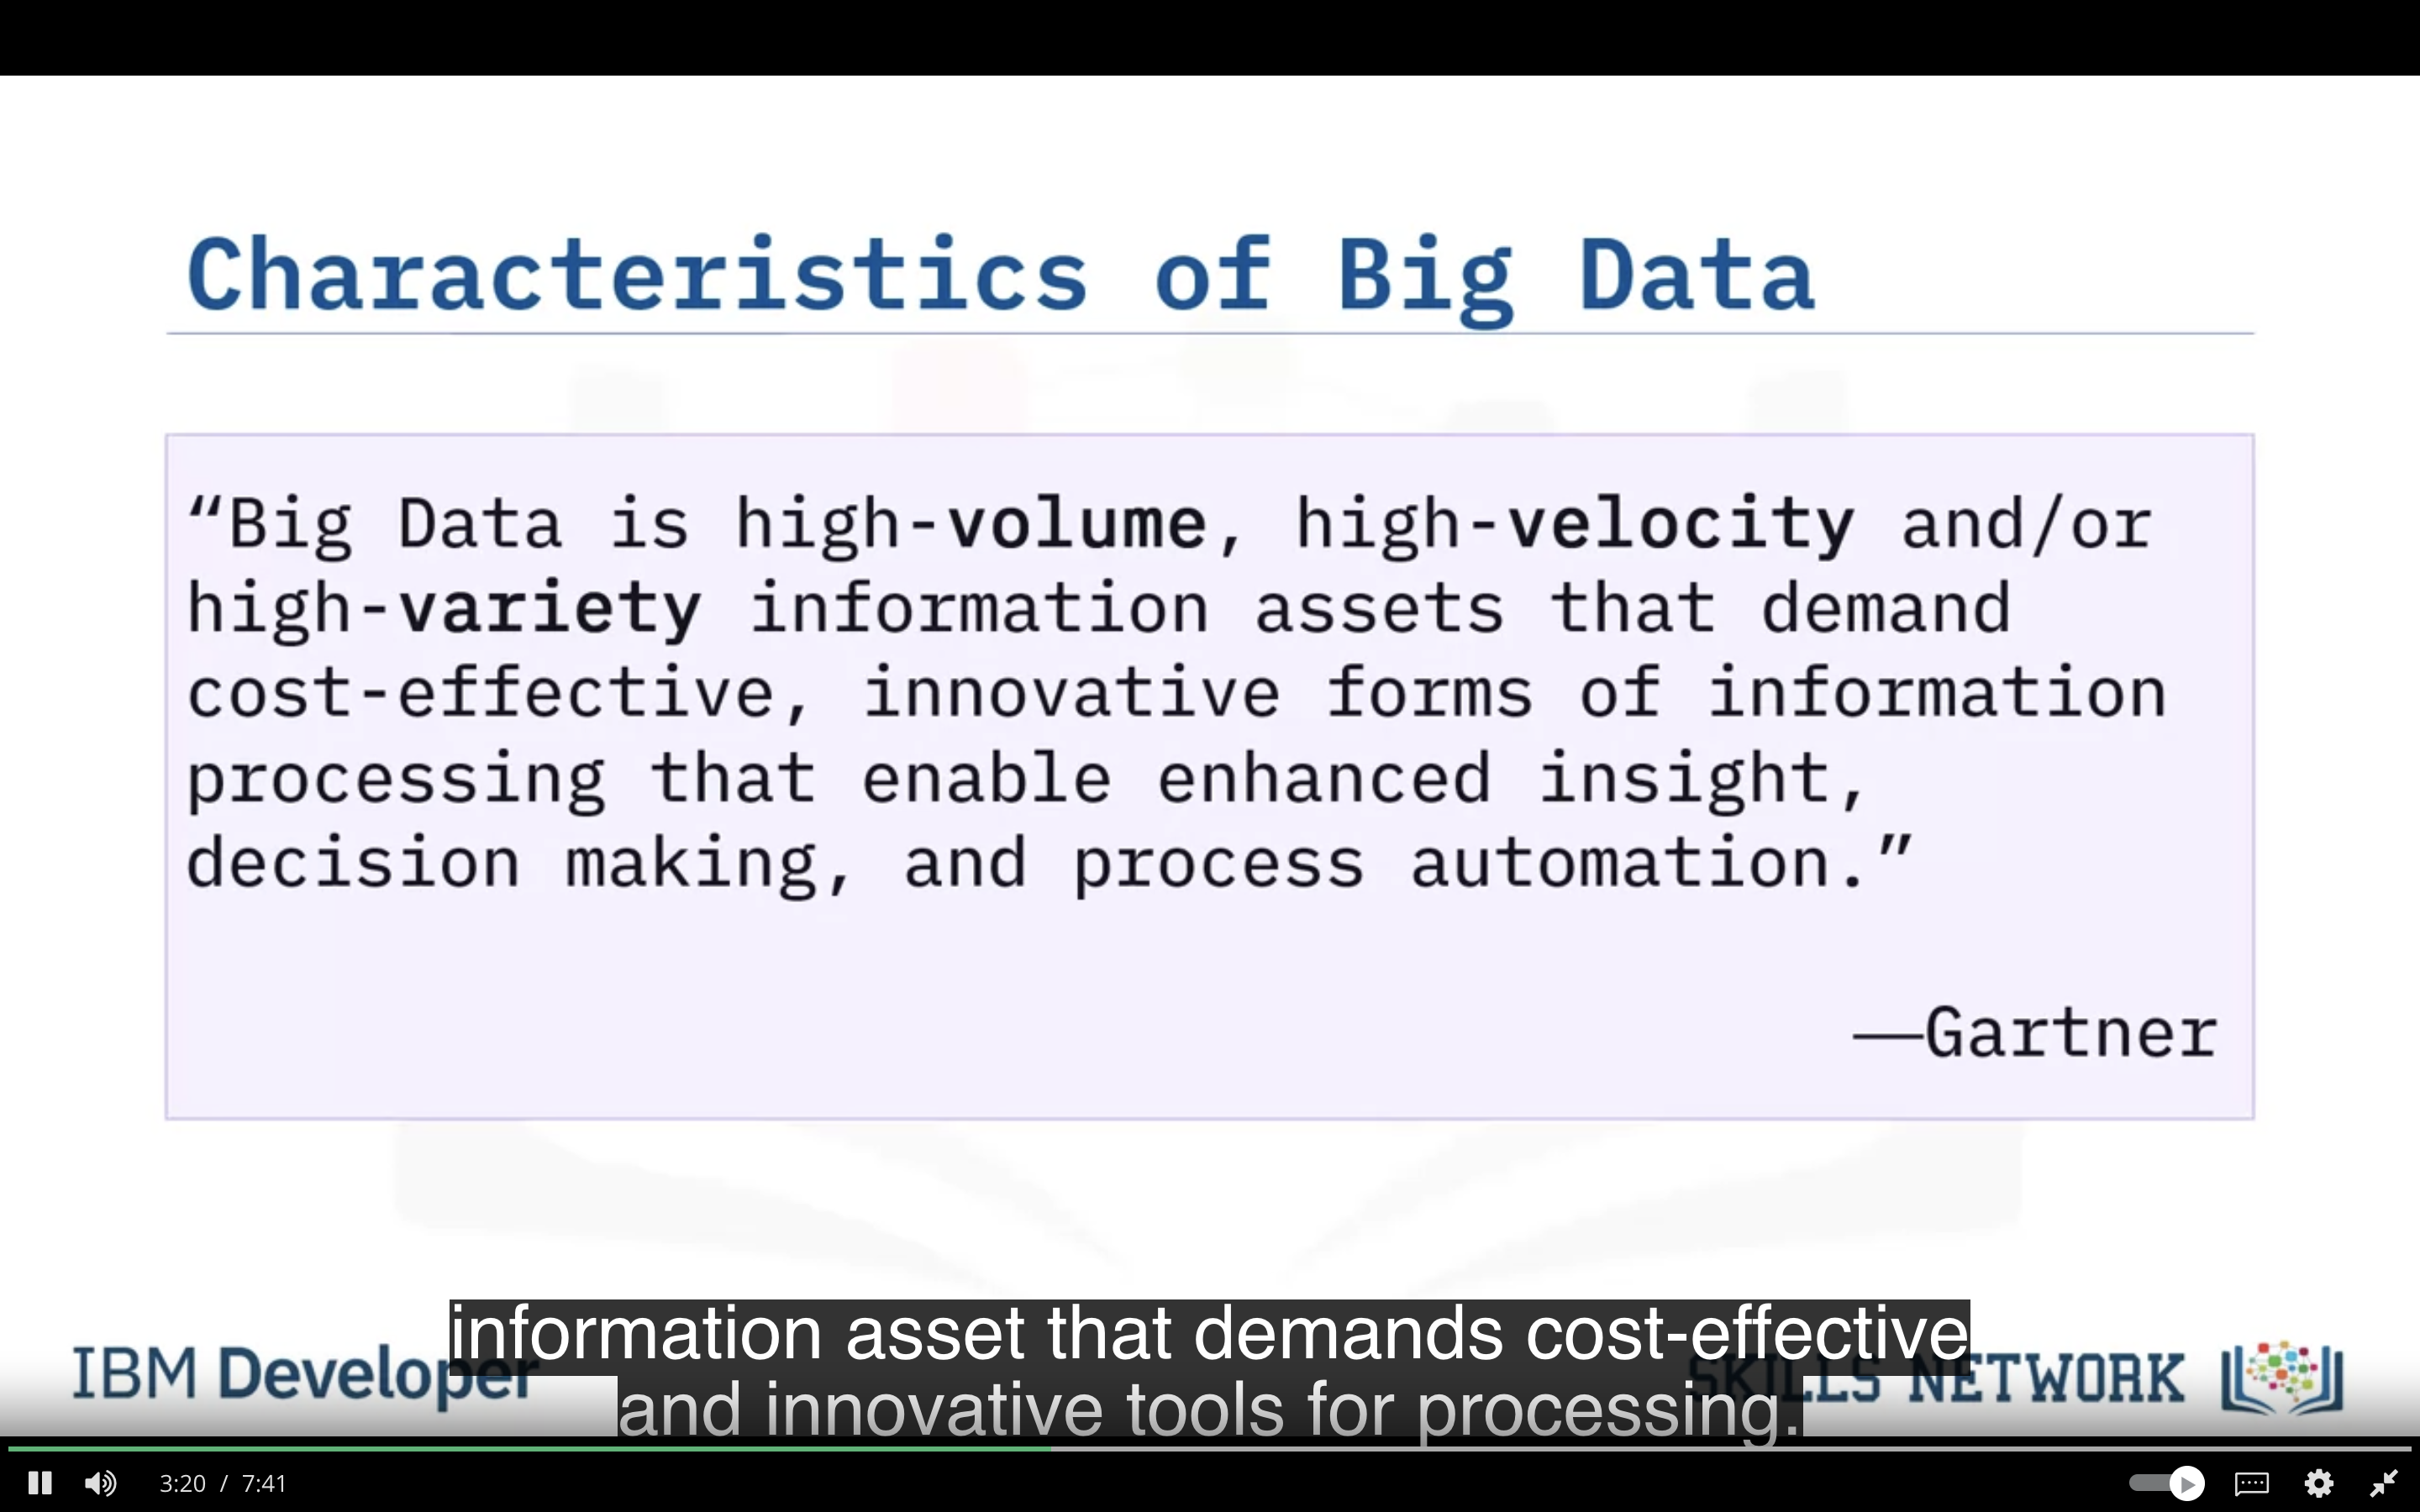 Characteristics of Big Data
“Big Data is high-volume, high-velocity and/or
high-variety information assets that demand
cost-effective, innovative forms of information
processing that enable enhanced insight,
decision making, and process automation.”
—Gartner
information asset that demands cost-effective
and innovative tools for processing.
IBM Developer
SKILLS NETWORK
3:20 / 7:41